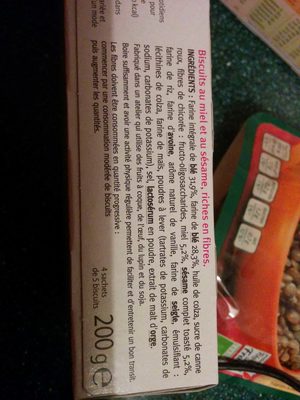 Biscuits au miel et au sésame, riches en fibres.
INGRÉDIENTS : Farine intégrale de blé 31,9%, farine de blé 28,3%, huile de colza, sucre de canne
roux, fibres de chicorée : fructo-oligosaccharides, miel 5,2%, sésame complet toasté 5,2%,
farine de riz, farine d'avoine, arôme naturel de vanille, farine de seigle, émulsifiant :
lécithines de colza, farine de maïs, poudres à lever (tartrates de potassium, carbonates de
sodium, carbonates de potassium), sel, lactosérum en poudre, extrait de malt d'orge.
Fabriqué dans un atelier qui utilise des fruits à coque, de l'œuf, du lupin et du soja.
Boire suffisamment et avoir une activité physique régulière permettent de faciliter et d'entretenir un bon transit.
Les fibres doivent être consommées en quantité progressive :
commencer par une consommation modérée de biscuits
puis augmenter les quantités.
4 sachets
de 5 biscuits
200g e